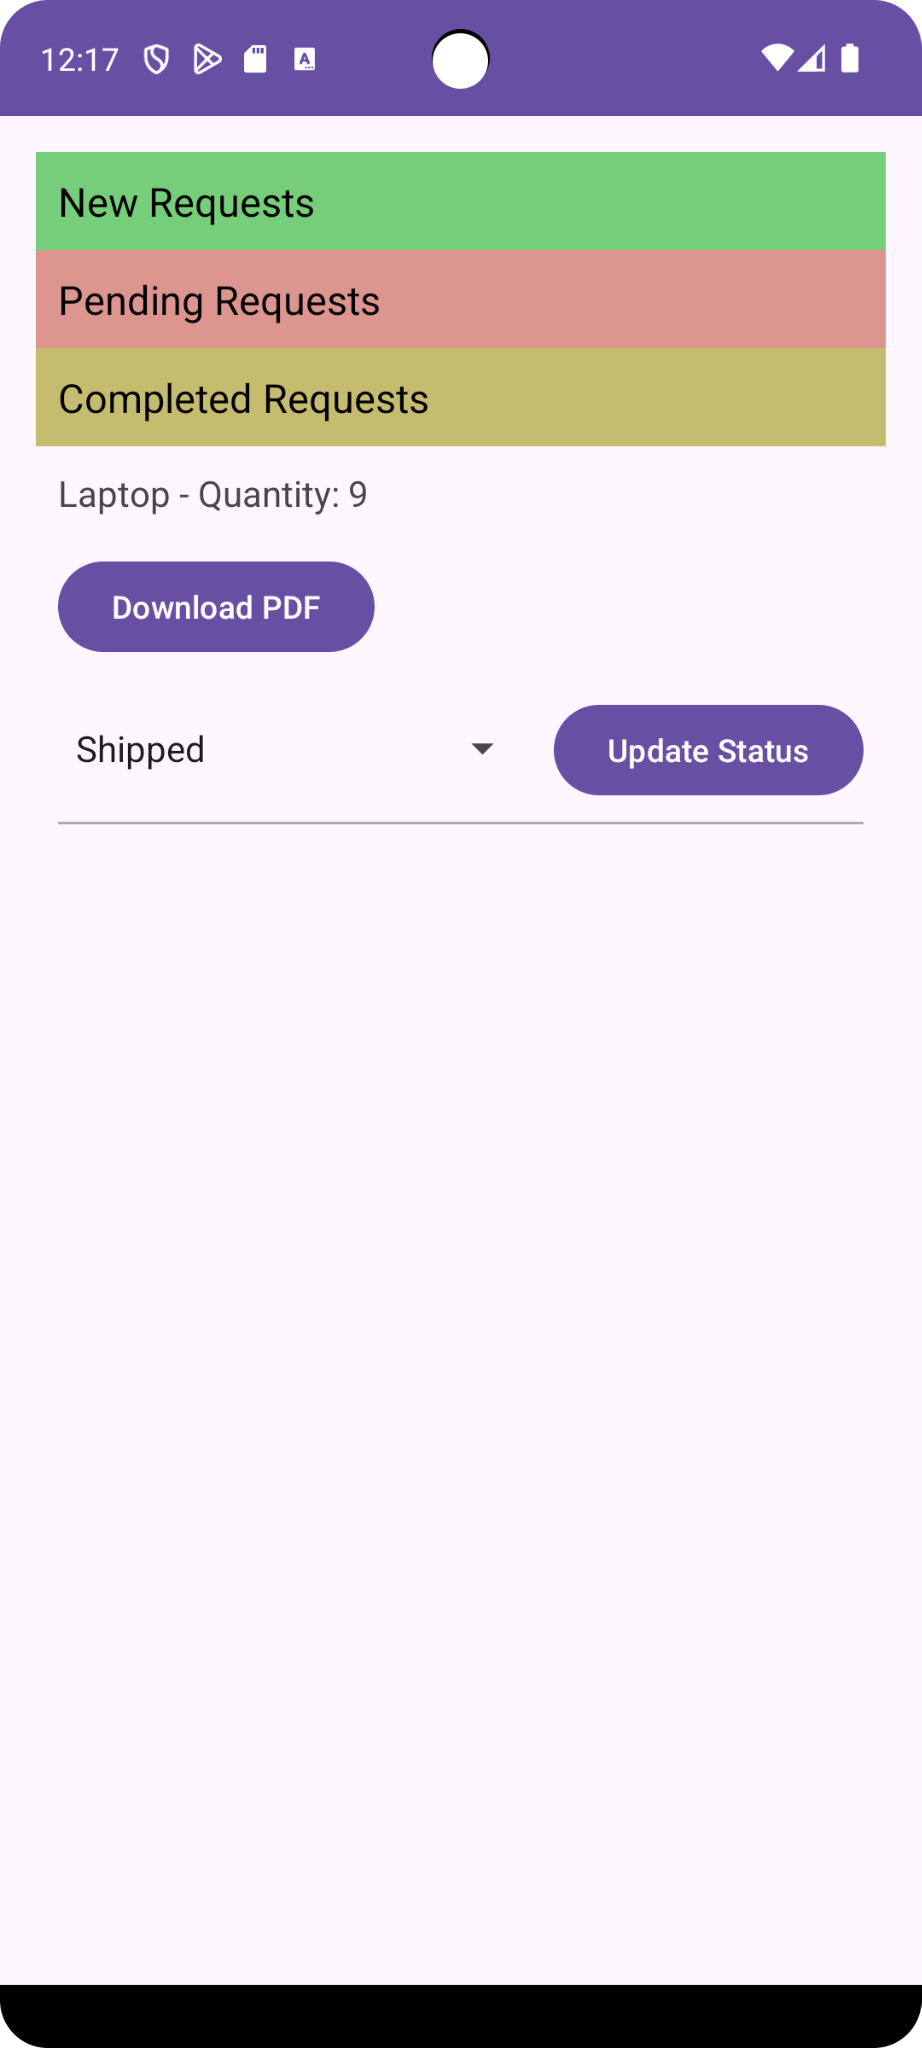 12:17
New Requests
Pending Requests
Completed Requests
Laptop - Quantity: 9
Download PDF
Shipped
Update Status